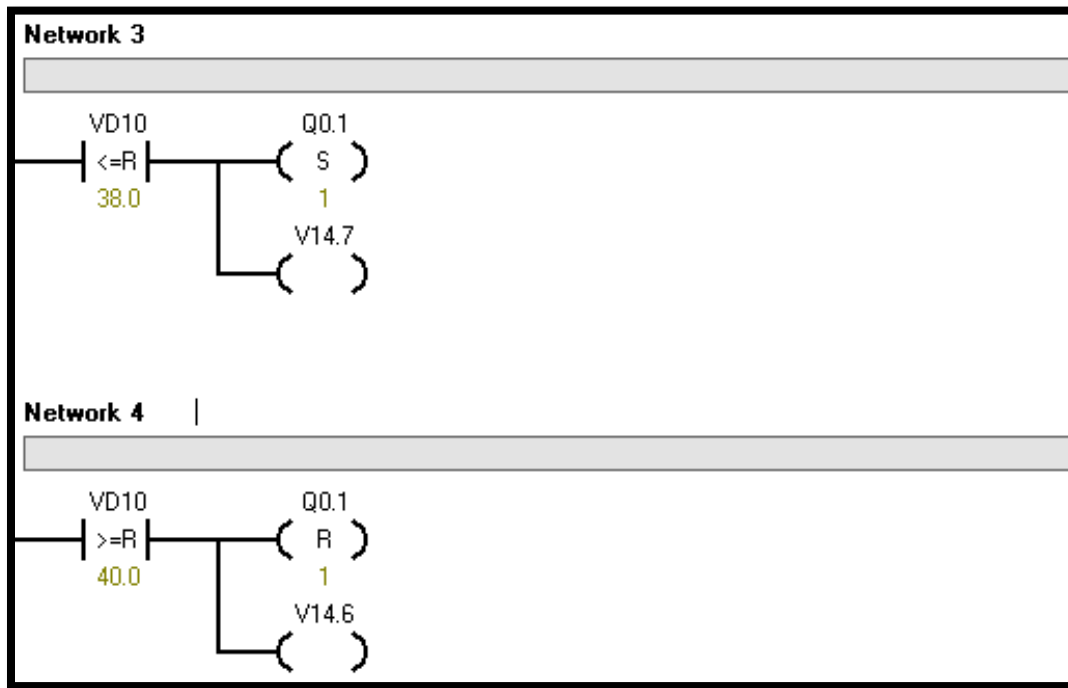 Network 3
VD10 Q0.1
<=R S
38.0 1
V14.7
Network 4
VD10 Q0.1
>=R R
40.0 1
V14.6